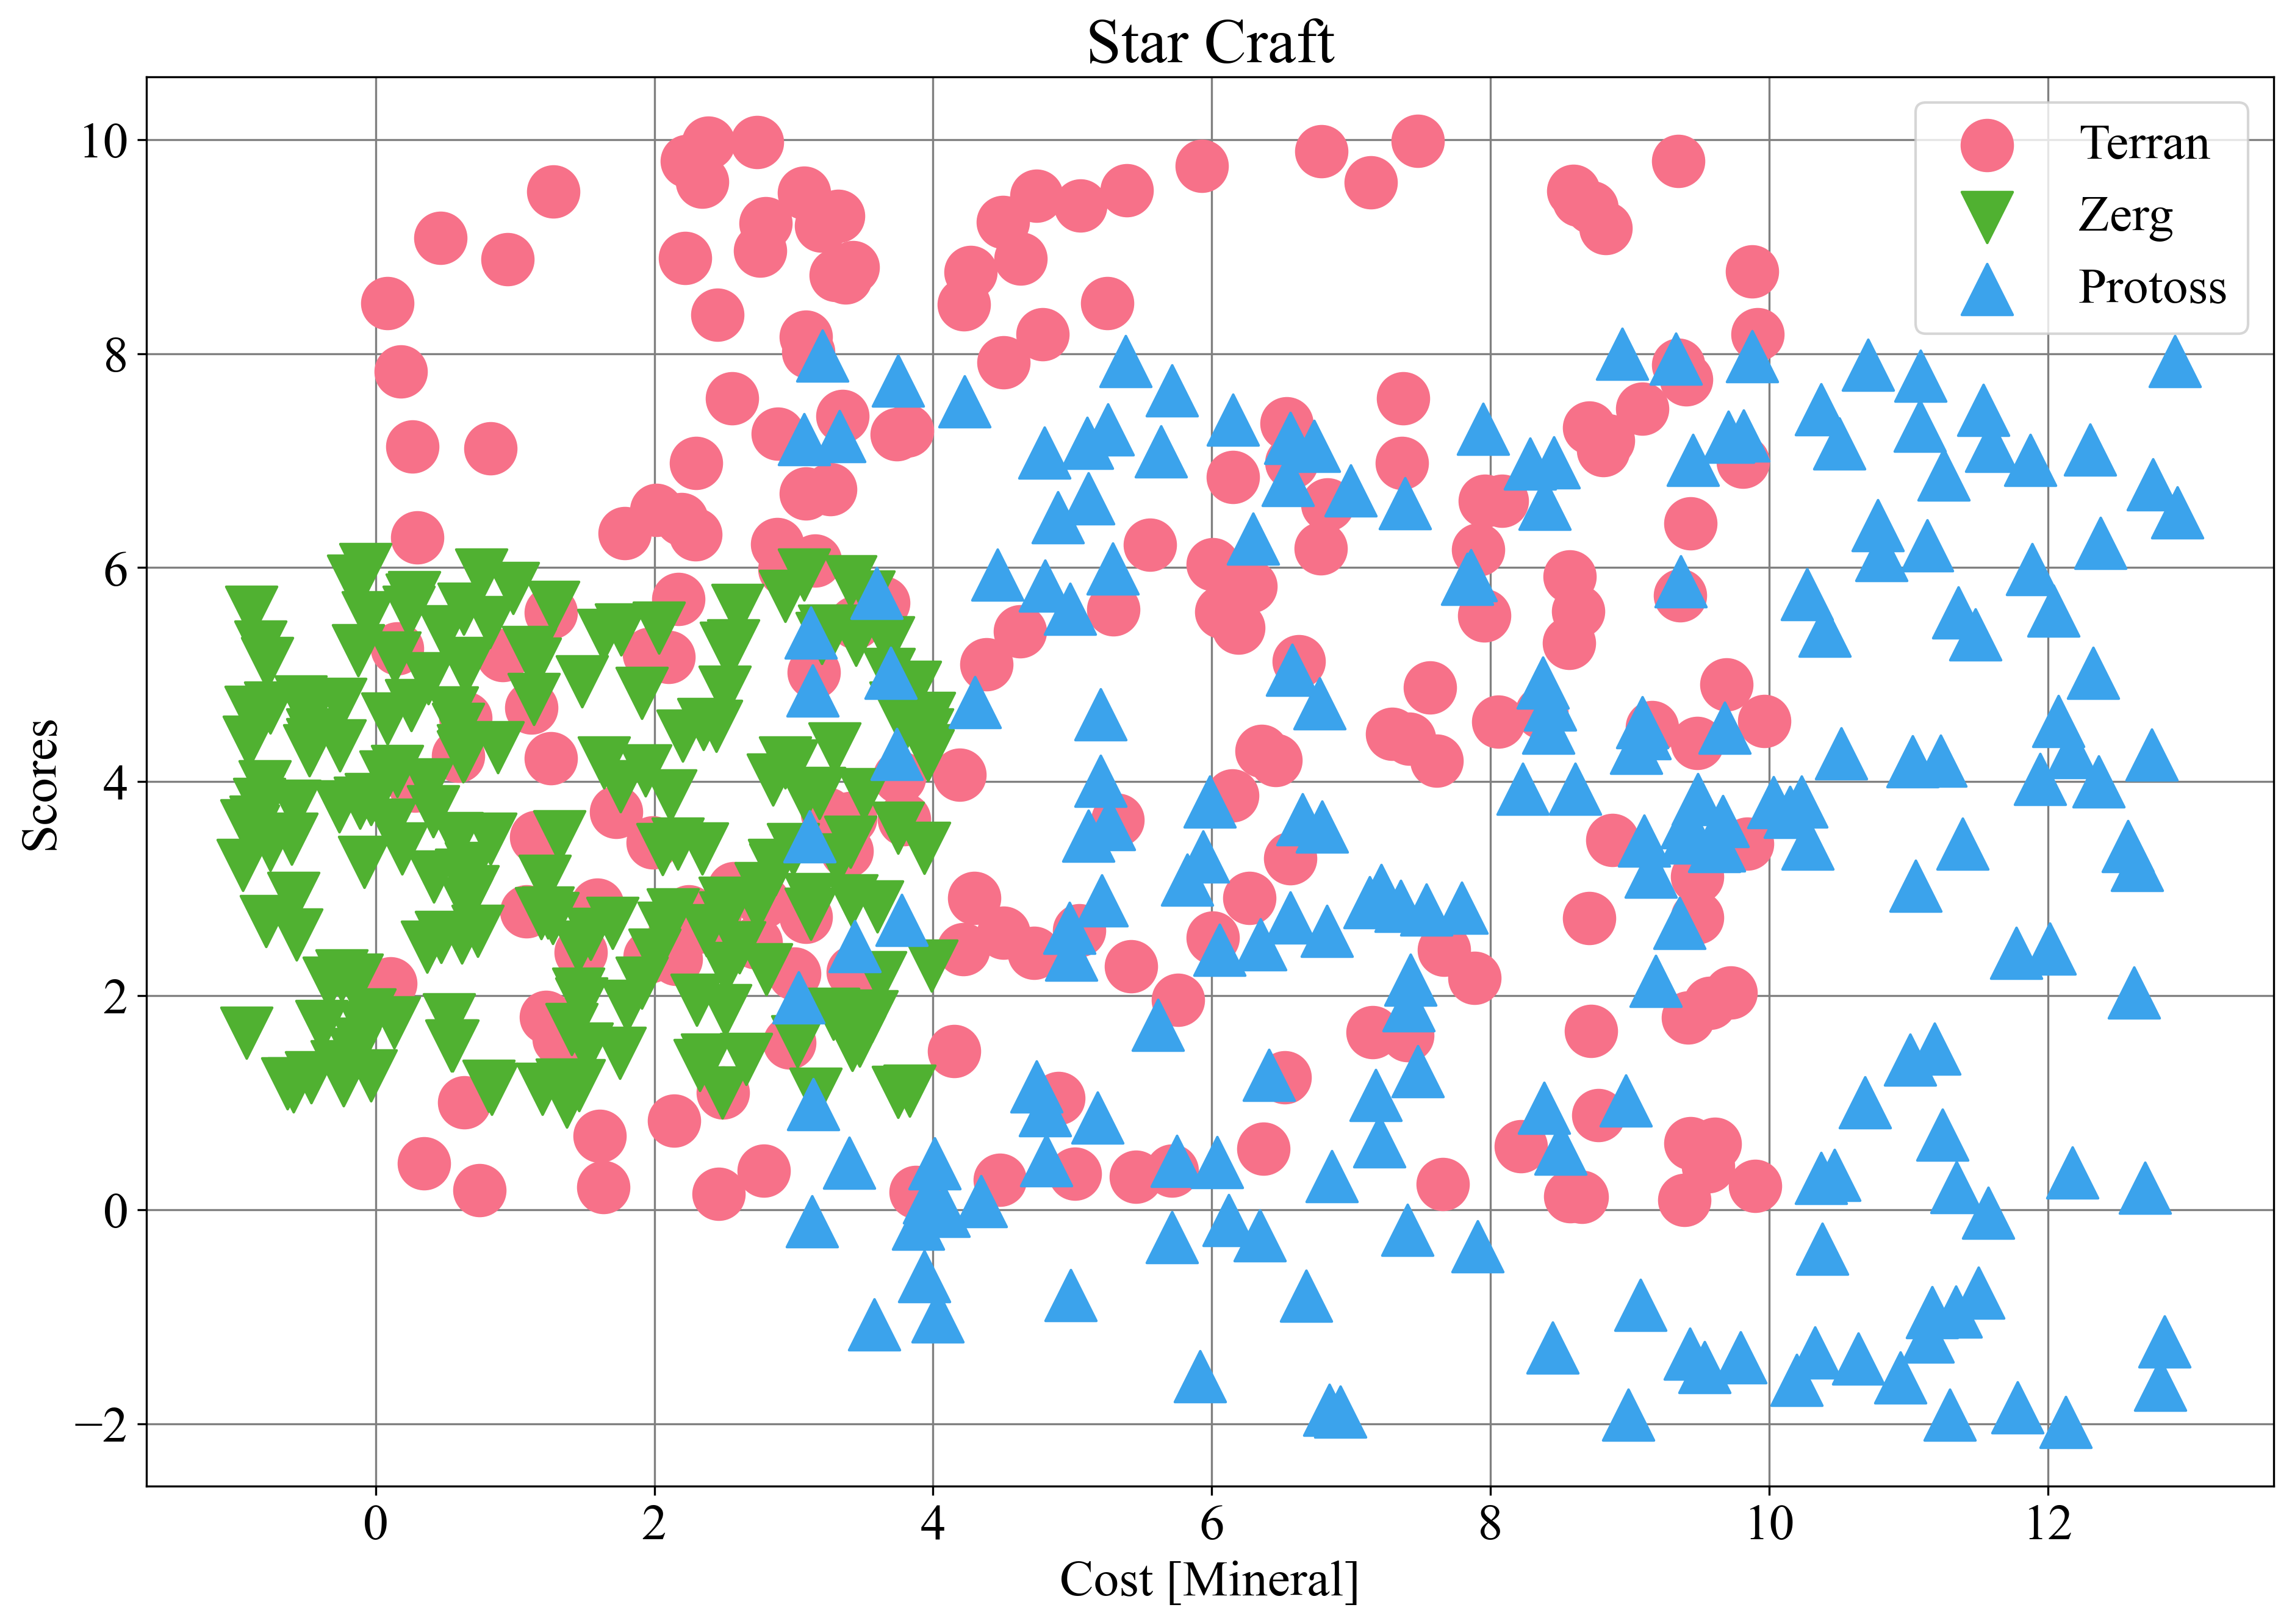 Star Craft
10
8
6
4
2
0
−2
Scores
Terran
Zerg
Protoss
0 2 4 6 8 10 12
Cost [Mineral]